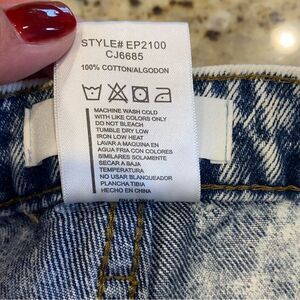 STYLE# EP2100
CJ6685
100% COTTON/ALGODON
MACHINE WASH COLD
WITH LIKE COLORS ONLY
DO NOT BLEACH
TUMBLE DRY LOW
IRON LOW HEAT
LAVAR A MAQUINA EN
AGUA FRIA CON COLORES
SIMILARES SOLAMENTE
SECAR A BAJA
TEMPERATURA
NO USAR BLANQUEADOR
PLANCHA TIBIA
HECHO EN CHINA